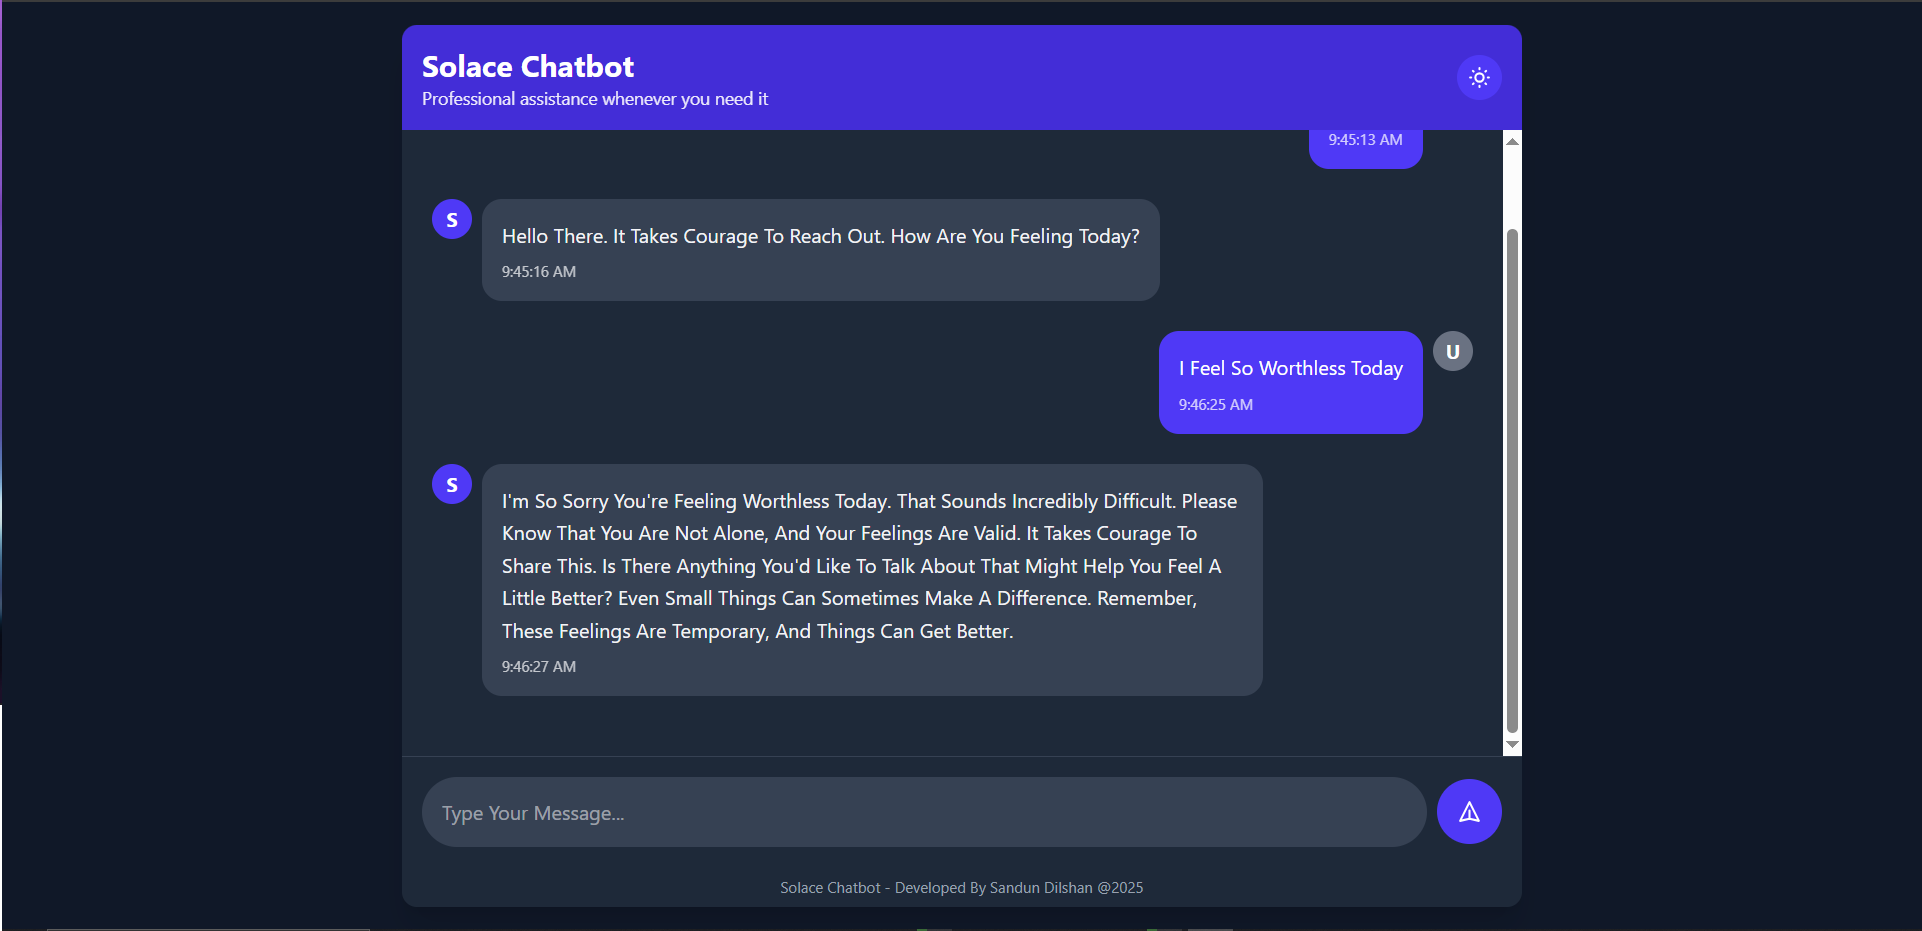 Solace Chatbot
Professional assistance whenever you need it
9:45:13 AM
S
Hello There. It Takes Courage To Reach Out. How Are You Feeling Today?
9:45:16 AM
U
I Feel So Worthless Today
9:46:25 AM
S
I'm So Sorry You're Feeling Worthless Today. That Sounds Incredibly Difficult. Please
Know That You Are Not Alone, And Your Feelings Are Valid. It Takes Courage To
Share This. Is There Anything You'd Like To Talk About That Might Help You Feel A
Little Better? Even Small Things Can Sometimes Make A Difference. Remember,
These Feelings Are Temporary, And Things Can Get Better.
9:46:27 AM
Type Your Message...
Solace Chatbot - Developed By Sandun Dilshan @2025